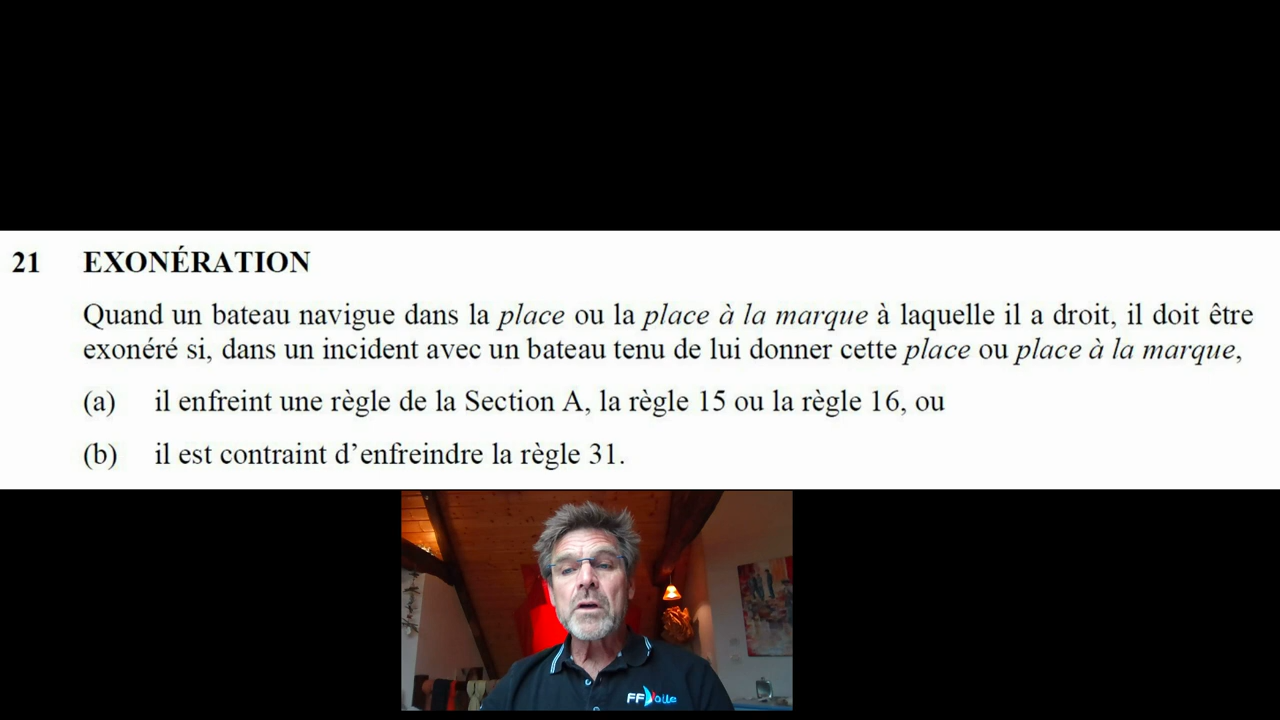 21 EXONÉRATION
Quand un bateau navigue dans la place ou la place à la marque à laquelle il a droit, il doit être
exonéré si, dans un incident avec un bateau tenu de lui donner cette place ou place à la marque,
(a) il enfreint une règle de la Section A, la règle 15 ou la règle 16, ou
(b) il est contraint d’enfreindre la règle 31.
FFVoile